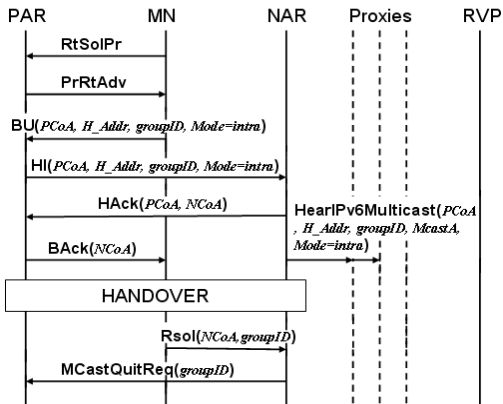 PAR MN NAR Proxies RVP
RtSolPr
PrRtAdv
BU(PCoA, H_Addr, groupID, Mode=intra)
HI(PCoA, H_Addr, groupID, Mode=intra)
HAck(PCoA, NCoA)
HearIPv6Multicast(PCoA
, H_Addr, groupID, McastA,
Mode=intra)
BAck(NCoA)
HANDOVER
Rsol(NCoA,groupID)
MCastQuitReq(groupID)